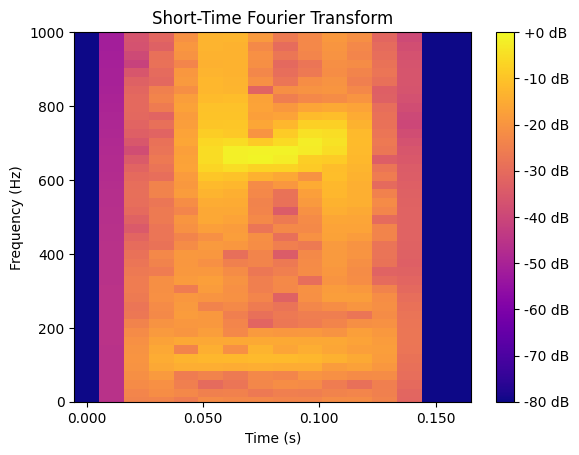 Short-Time Fourier Transform
1000
800
600
400
200
0
Frequency (Hz)
0.000
0.050
0.100
0.150
Time (s)
+0 dB
-10 dB
-20 dB
-30 dB
-40 dB
-50 dB
-60 dB
-70 dB
-80 dB